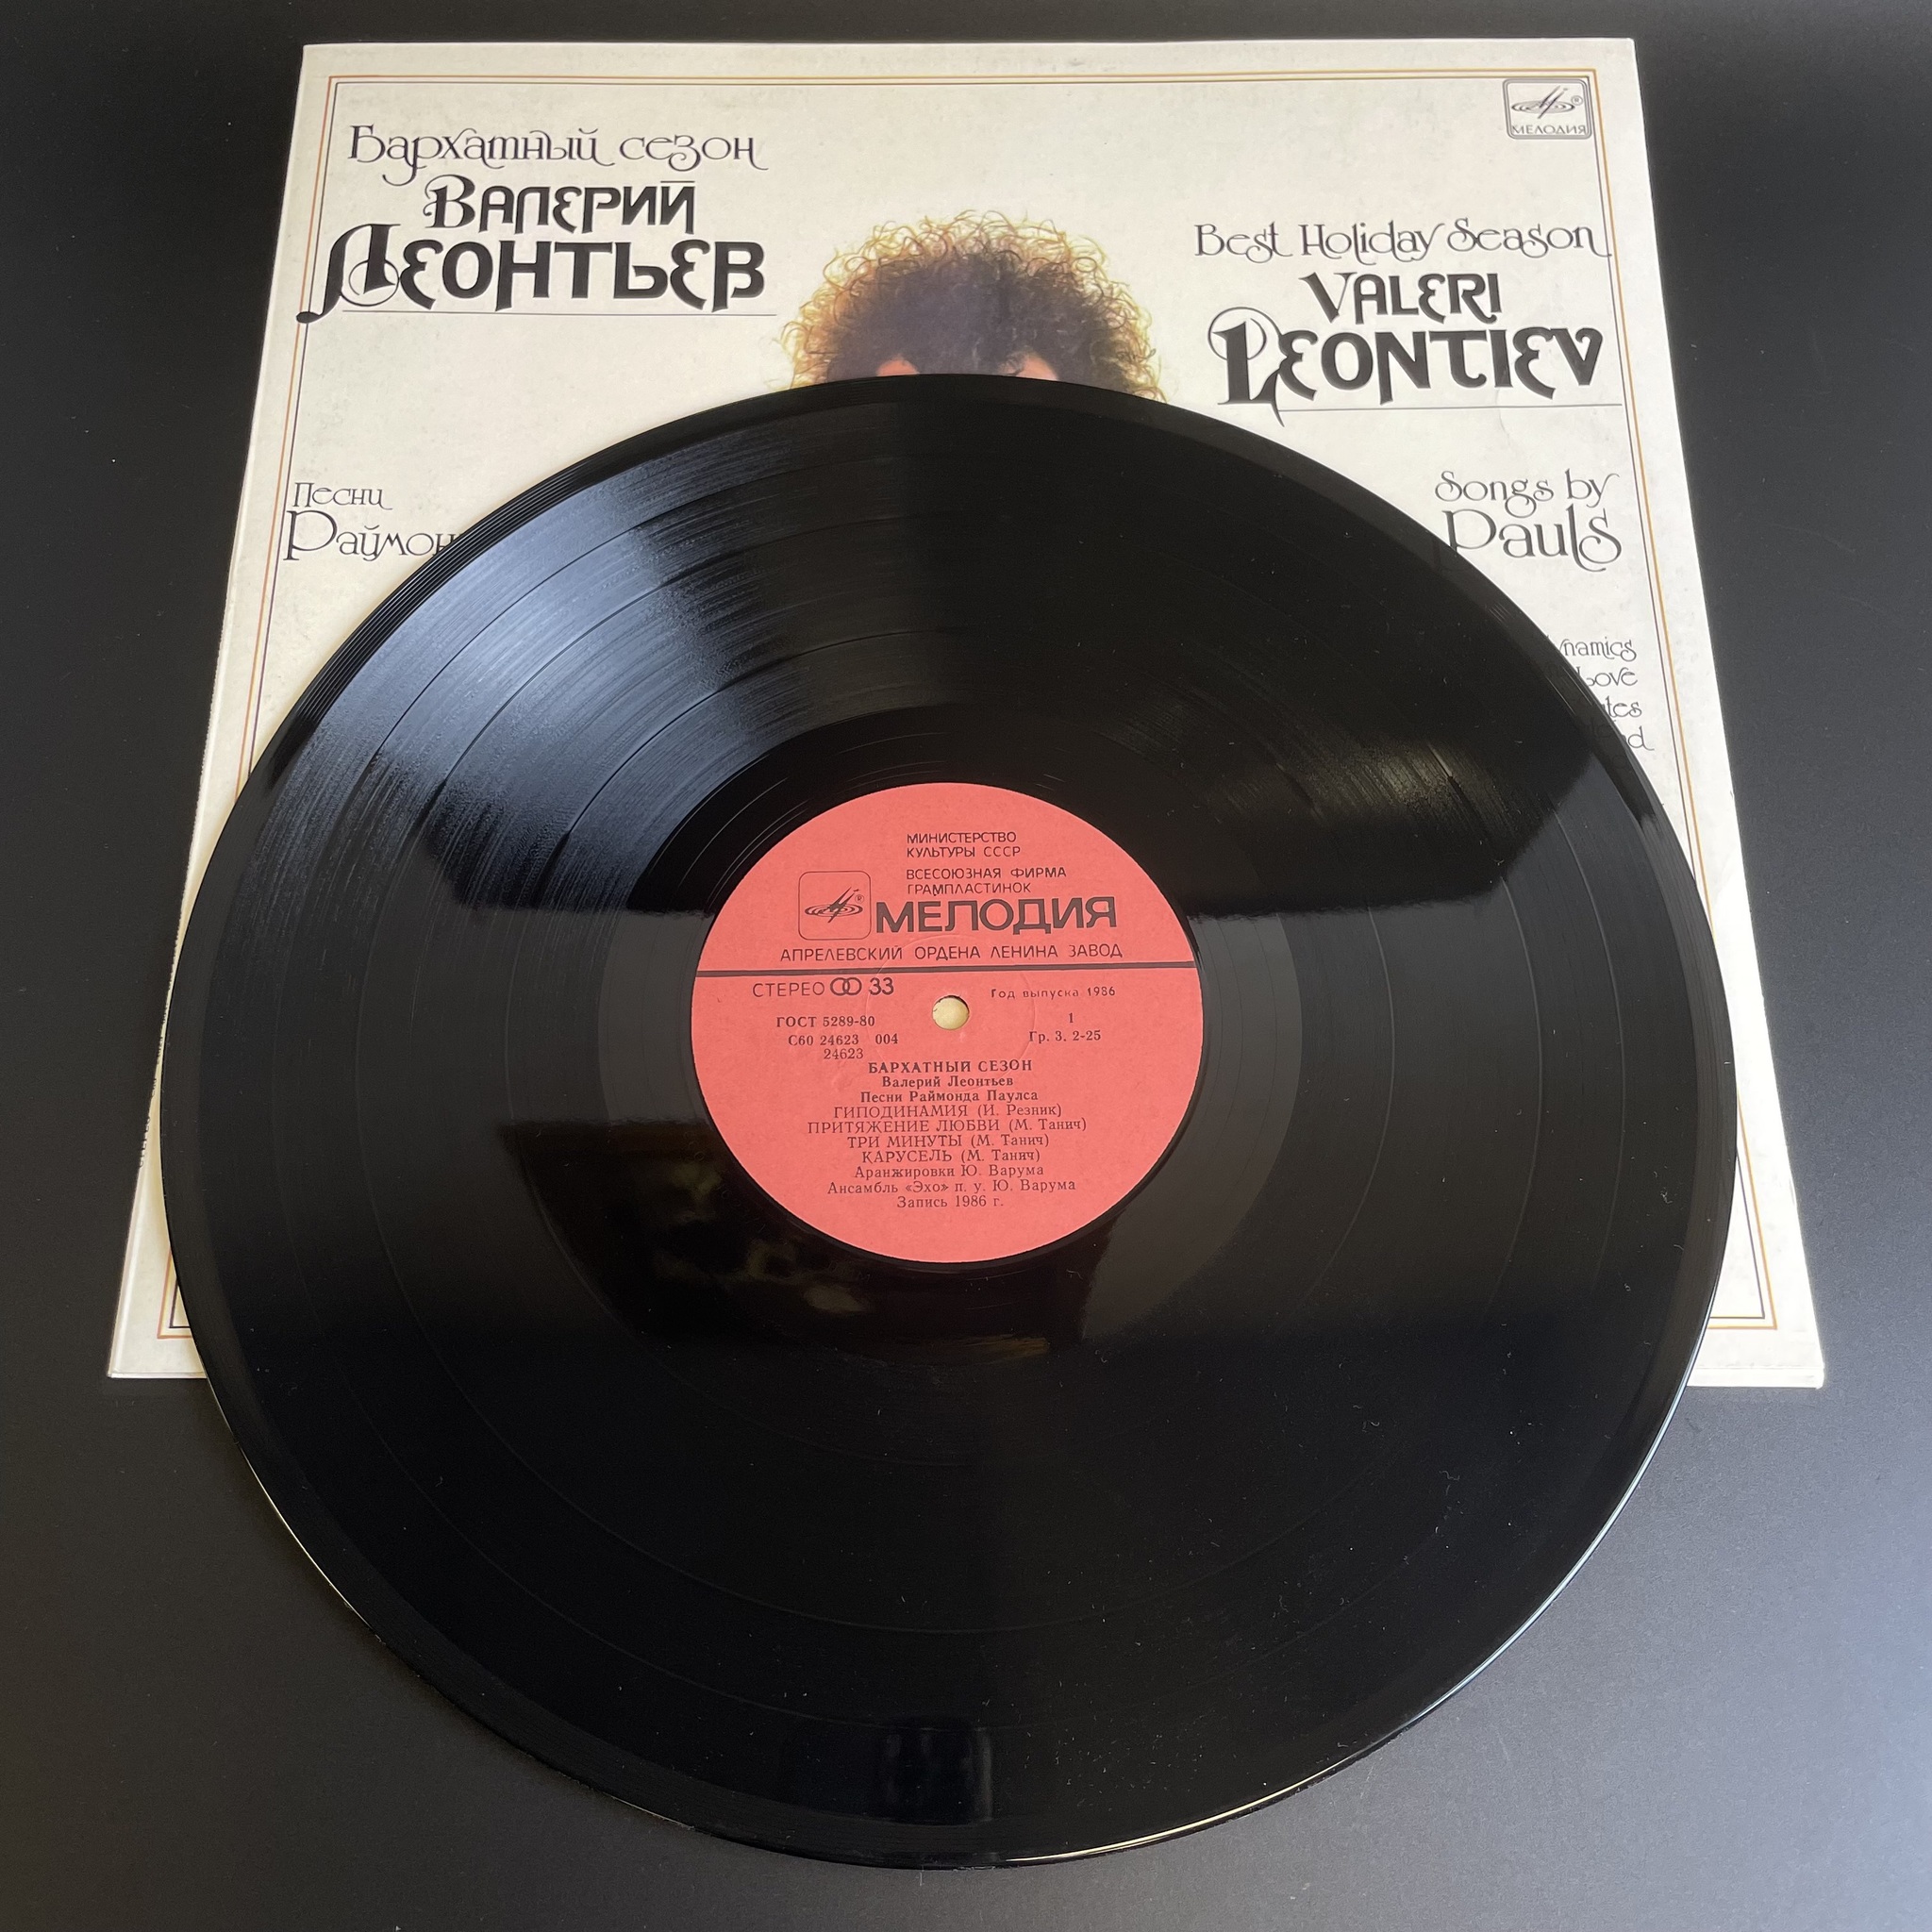 Бархатный сезон
Валерий
Леонтьев
МЕЛОДИЯ
Best Holiday Season
Valeri
Leontiev
Песни
Songs by
Pauls
Love
МИНИСТЕРСТВО
КУЛЬТУРЫ СССР
ВСЕСОЮЗНАЯ ФИРМА
ГРАМПЛАСТИНОК
МЕЛОДИЯ
АПРЕЛЕВСКИЙ ОРДЕНА ЛЕНИНА ЗАВОД
СТЕРЕО 33
Год выпуска 1986
ГОСТ 5289-80
1
С60 24623 004
Гр. 3. 2-25
24623
БАРХАТНЫЙ СЕЗОН
Валерий Леонтьев
Песни Раймонда Паулса
ГИПОДИНАМИЯ (И. Резник)
ПРИТЯЖЕНИЕ ЛЮБВИ (М. Танич)
ТРИ МИНУТЫ (М. Танич)
КАРУСЕЛЬ (М. Танич)
Аранжировки Ю. Варума
Ансамбль «Эхо» п. у. Ю. Варума
Запись 1986 г.